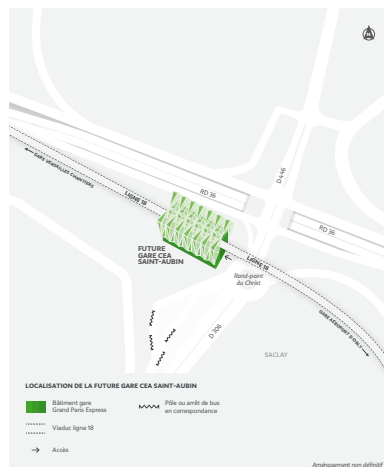 N
D 446
RD 36
GARE VERSAILLES CHANTIERS
LIGNE 18
RD 36
FUTURE
GARE CEA
SAINT-AUBIN
LIGNE 18
Rond-point
du Christ
GARE AÉROPORT D'ORLY
D 306
SACLAY
LOCALISATION DE LA FUTURE GARE CEA SAINT-AUBIN
Bâtiment gare
Grand Paris Express
Pôle ou arrêt de bus
en correspondance
Viaduc ligne 18
Accès
Aménagement non définitif